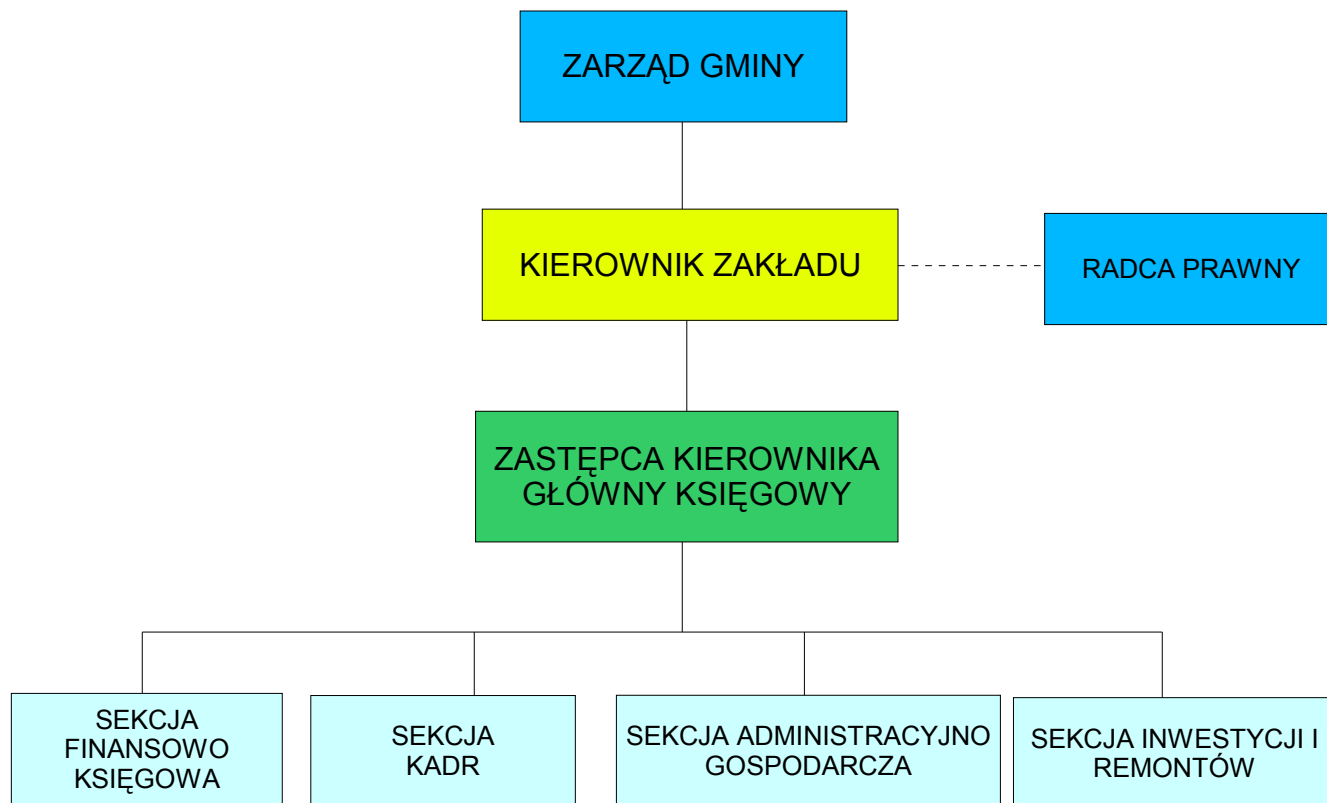 ZARZĄD GMINY
KIEROWNIK ZAKŁADU
RADCA PRAWNY
ZASTĘPCA KIEROWNIKA
GŁÓWNY KSIĘGOWY
SEKCJA
FINANSOWO
KSIĘGOWA
SEKCJA
KADR
SEKCJA ADMINISTRACYJNO
GOSPODARCZA
SEKCJA INWESTYCJI I
REMONTÓW